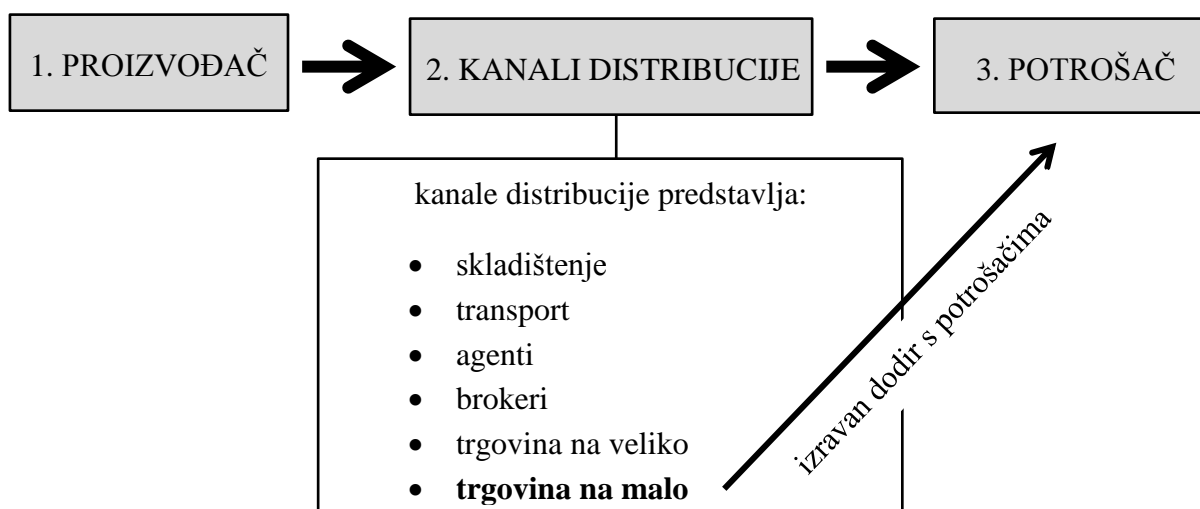 1. PROIZVOĐAČ
2. KANALI DISTRIBUCIJE
3. POTROŠAČ
kanale distribucije predstavlja:
• skladištenje
• transport
• agenti
• brokeri
• trgovina na veliko
• trgovina na malo
izravan dodir s potrošačima